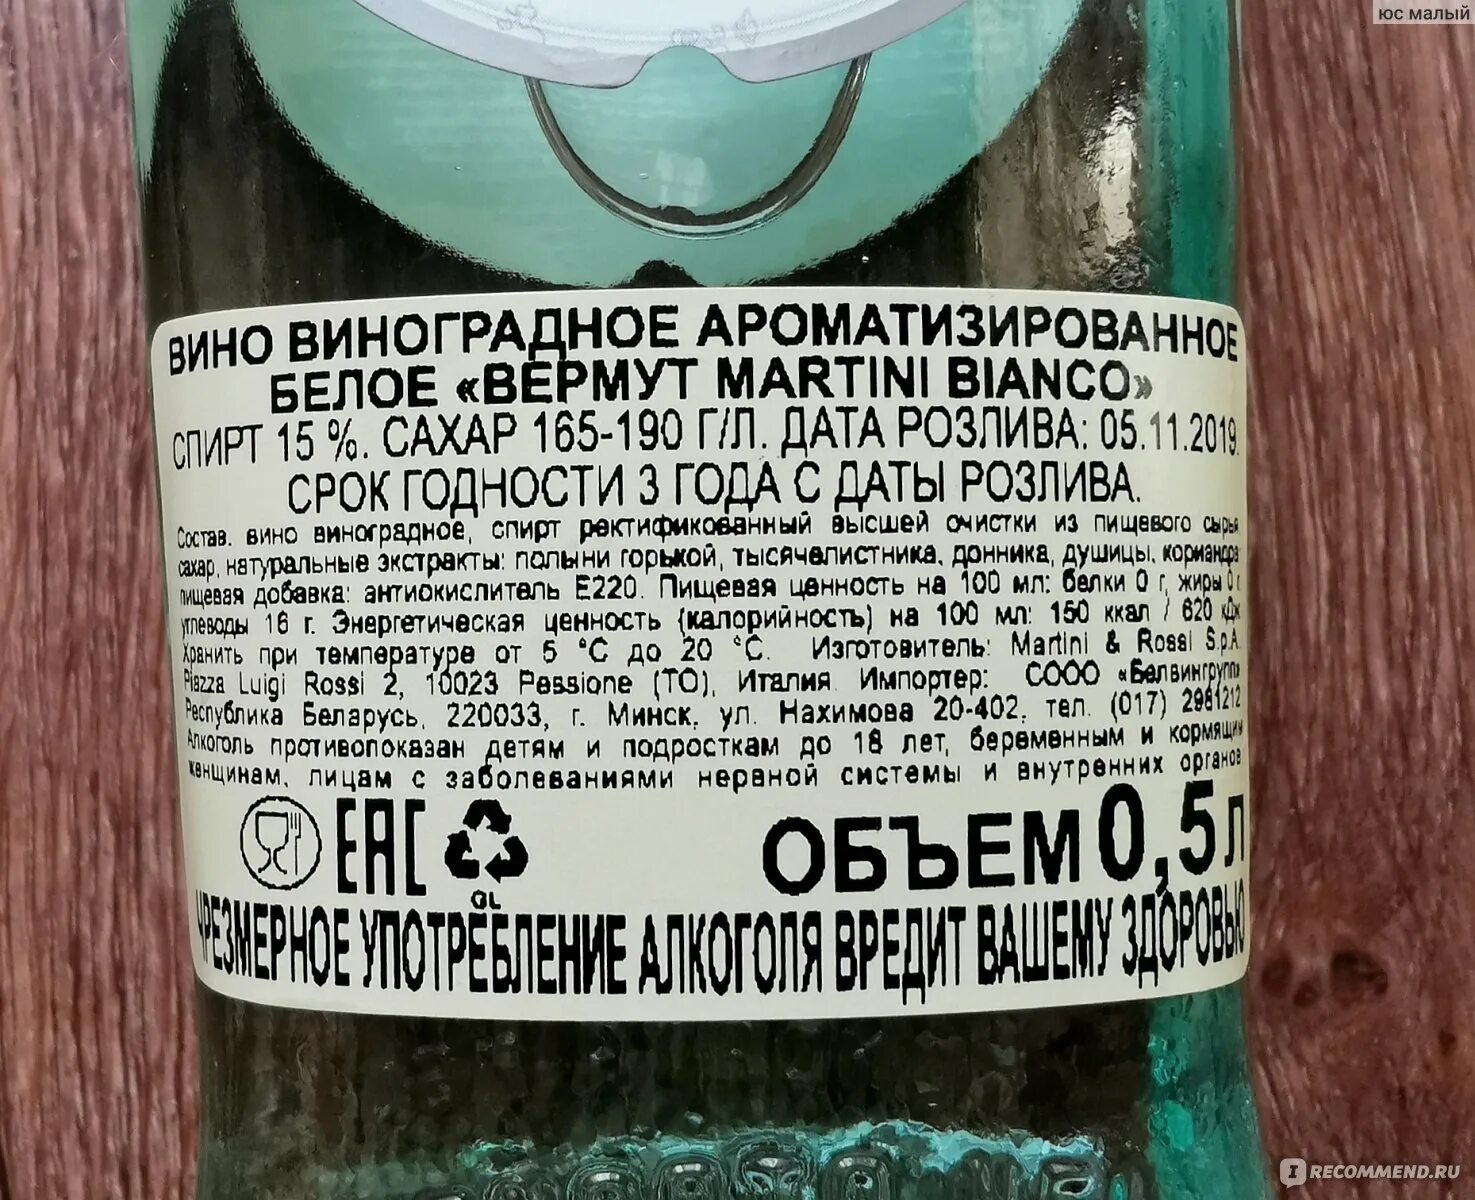 юс малый
ВИНО ВИНОГРАДНОЕ АРОМАТИЗИРОВАННОЕ
БЕЛОЕ «ВЕРМУТ MARTINI BIANCO»
СПИРТ 15 %. САХАР 165-190 Г/Л. ДАТА РОЗЛИВА: 05.11.2019.
СРОК ГОДНОСТИ 3 ГОДА С ДАТЫ РОЗЛИВА.
Состав: вино виноградное, спирт ректификованный высшей очистки из пищевого сырья,
сахар, натуральные экстракты: полыни горькой, тысячелистника, донника, душицы, кориандра,
пищевая добавка: антиокислитель Е220. Пищевая ценность на 100 мл: белки 0 г, жиры 0 г
углеводы 16 г. Энергетическая ценность (калорийность) на 100 мл: 150 ккал / 620 кДж
Хранить при температуре от 5 °C до 20 °C. Изготовитель: Martini & Rossi S.p.A.
Piazza Luigi Rossi 2, 10023 Pessione (TO), Италия. Импортер: СООО «Белвингрупп»
Республика Беларусь, 220033, г. Минск, ул. Нахимова 20-402, тел. (017) 2981212
Алкоголь противопоказан детям и подросткам до 18 лет, беременным и кормящим
женщинам, лицам с заболеваниями нервной системы и внутренних органов
EAC GL ОБЪЕМ 0,5 л
ЧРЕЗМЕРНОЕ УПОТРЕБЛЕНИЕ АЛКОГОЛЯ ВРЕДИТ ВАШЕМУ ЗДОРОВЬЮ
I RECOMMEND.RU